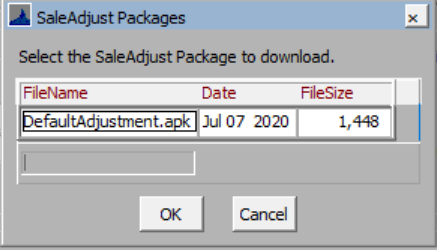 SaleAdjust Packages
Select the SaleAdjust Package to download.
FileName Date FileSize
DefaultAdjustment.apk Jul 07 2020 1,448
OK Cancel